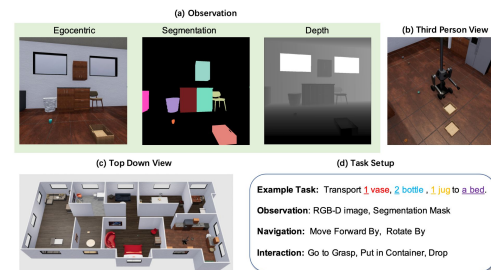 (a) Observation
Egocentric
Segmentation
Depth
(b) Third Person View
(c) Top Down View
(d) Task Setup
Example Task: Transport 1 vase, 2 bottle , 1 jug to a bed.
Observation: RGB-D image, Segmentation Mask
Navigation: Move Forward By, Rotate By
Interaction: Go to Grasp, Put in Container, Drop